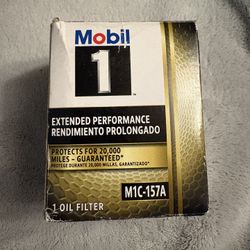 Mobil
1
EXTENDED PERFORMANCE
RENDIMIENTO PROLONGADO
PROTECTS FOR 20,000
MILES – GUARANTEED*
PROTEGE DURANTE 20,000 MILLAS, GARANTIZADO*
M1C-157A
1 OIL FILTER